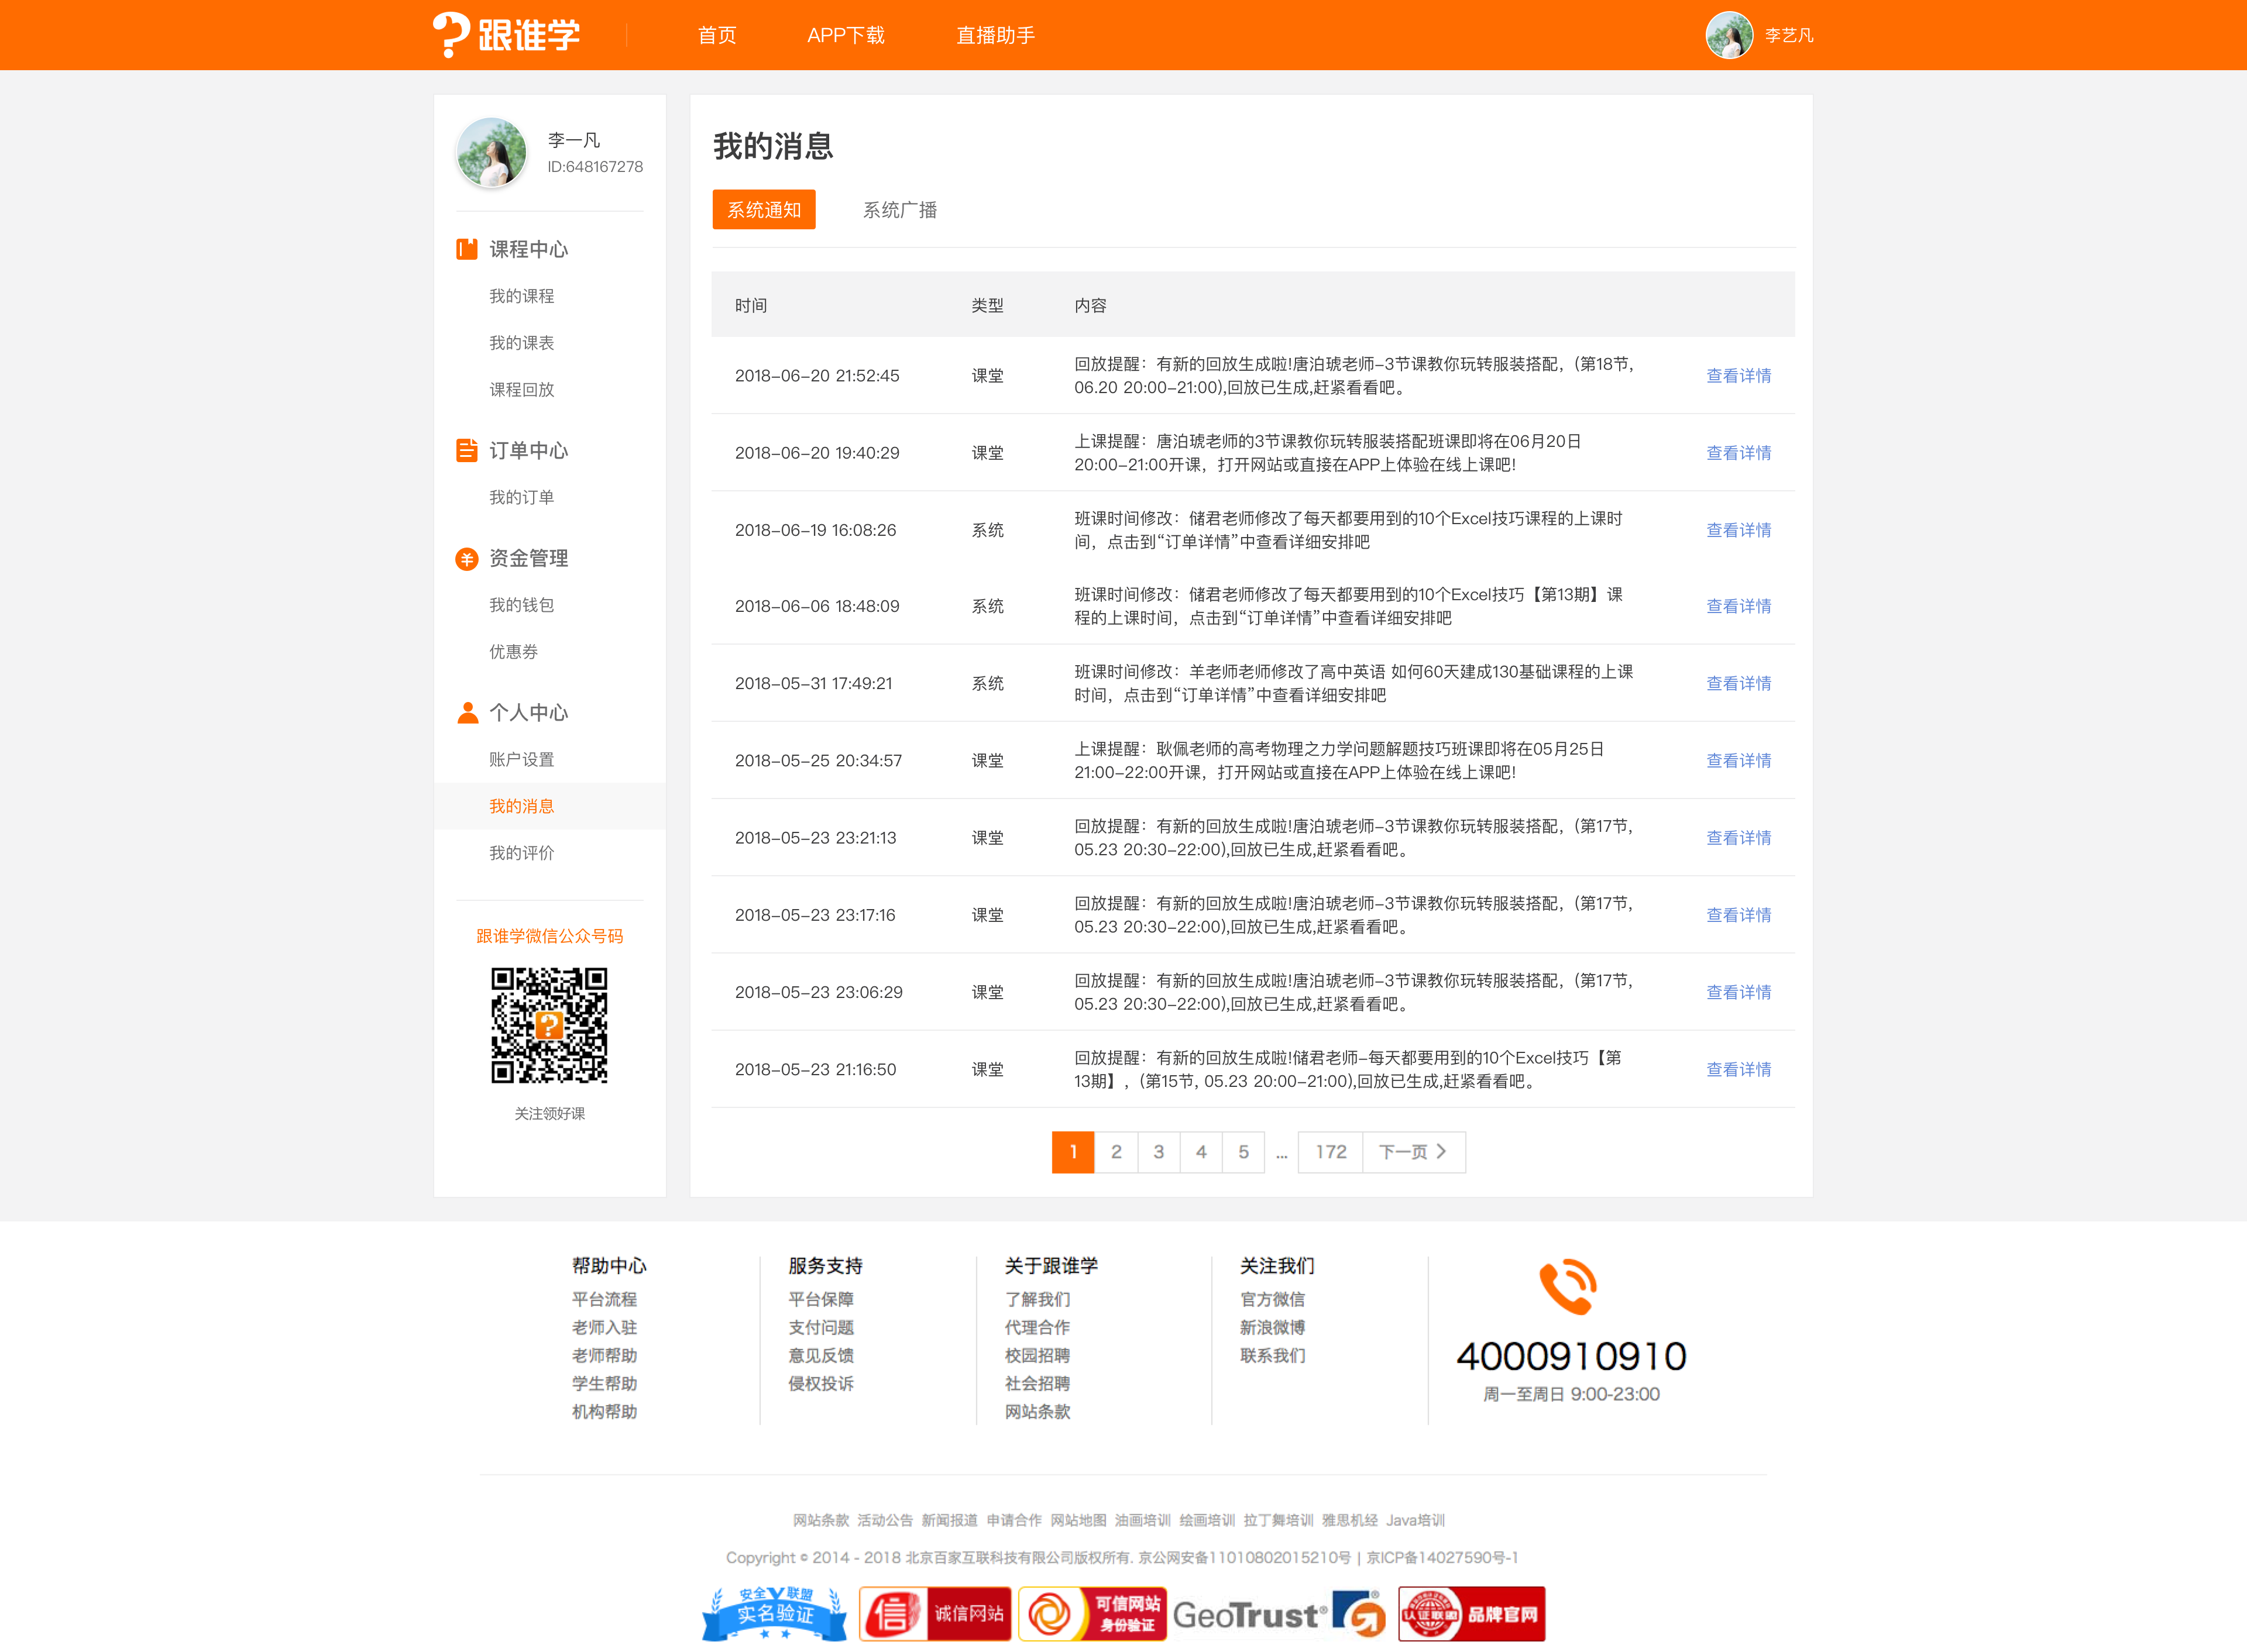 跟谁学
首页
APP下载
直播助手
李艺凡
李一凡
ID:648167278
课程中心
我的课程
我的课表
课程回放
订单中心
我的订单
资金管理
我的钱包
优惠券
个人中心
账户设置
我的消息
我的评价
跟谁学微信公众号码
关注领好课
我的消息
系统通知
系统广播
时间
类型
内容
2018-06-20 21:52:45
课堂
回放提醒：有新的回放生成啦!唐泊琥老师-3节课教你玩转服装搭配，(第18节,
06.20 20:00-21:00),回放已生成,赶紧看看吧。
查看详情
2018-06-20 19:40:29
课堂
上课提醒：唐泊琥老师的3节课教你玩转服装搭配班课即将在06月20日
20:00-21:00开课，打开网站或直接在APP上体验在线上课吧!
查看详情
2018-06-19 16:08:26
系统
班课时间修改：储君老师修改了每天都要用到的10个Excel技巧课程的上课时
间，点击到“订单详情”中查看详细安排吧
查看详情
2018-06-06 18:48:09
系统
班课时间修改：储君老师修改了每天都要用到的10个Excel技巧【第13期】课
程的上课时间，点击到“订单详情”中查看详细安排吧
查看详情
2018-05-31 17:49:21
系统
班课时间修改：羊老师老师修改了高中英语 如何60天建成130基础课程的上课
时间，点击到“订单详情”中查看详细安排吧
查看详情
2018-05-25 20:34:57
课堂
上课提醒：耿佩老师的高考物理之力学问题解题技巧班课即将在05月25日
21:00-22:00开课，打开网站或直接在APP上体验在线上课吧!
查看详情
2018-05-23 23:21:13
课堂
回放提醒：有新的回放生成啦!唐泊琥老师-3节课教你玩转服装搭配，(第17节,
05.23 20:30-22:00),回放已生成,赶紧看看吧。
查看详情
2018-05-23 23:17:16
课堂
回放提醒：有新的回放生成啦!唐泊琥老师-3节课教你玩转服装搭配，(第17节,
05.23 20:30-22:00),回放已生成,赶紧看看吧。
查看详情
2018-05-23 23:06:29
课堂
回放提醒：有新的回放生成啦!唐泊琥老师-3节课教你玩转服装搭配，(第17节,
05.23 20:30-22:00),回放已生成,赶紧看看吧。
查看详情
2018-05-23 21:16:50
课堂
回放提醒：有新的回放生成啦!储君老师-每天都要用到的10个Excel技巧【第
13期】，(第15节, 05.23 20:00-21:00),回放已生成,赶紧看看吧。
查看详情
1 2 3 4 5 ... 172 下一页
帮助中心
平台流程
老师入驻
老师帮助
学生帮助
机构帮助
服务支持
平台保障
支付问题
意见反馈
侵权投诉
关于跟谁学
了解我们
代理合作
校园招聘
社会招聘
网站条款
关注我们
官方微信
新浪微博
联系我们
4000910910
周一至周日 9:00-23:00
网站条款 活动公告 新闻报道 申请合作 网站地图 油画培训 绘画培训 拉丁舞培训 雅思机经 Java培训
Copyright © 2014 - 2018 北京百家互联科技有限公司版权所有. 京公网安备11010802015210号 | 京ICP备14027590号-1
安全联盟
实名验证
信
诚信网站
可信网站
身份验证
GeoTrust®
认证联盟
品牌官网